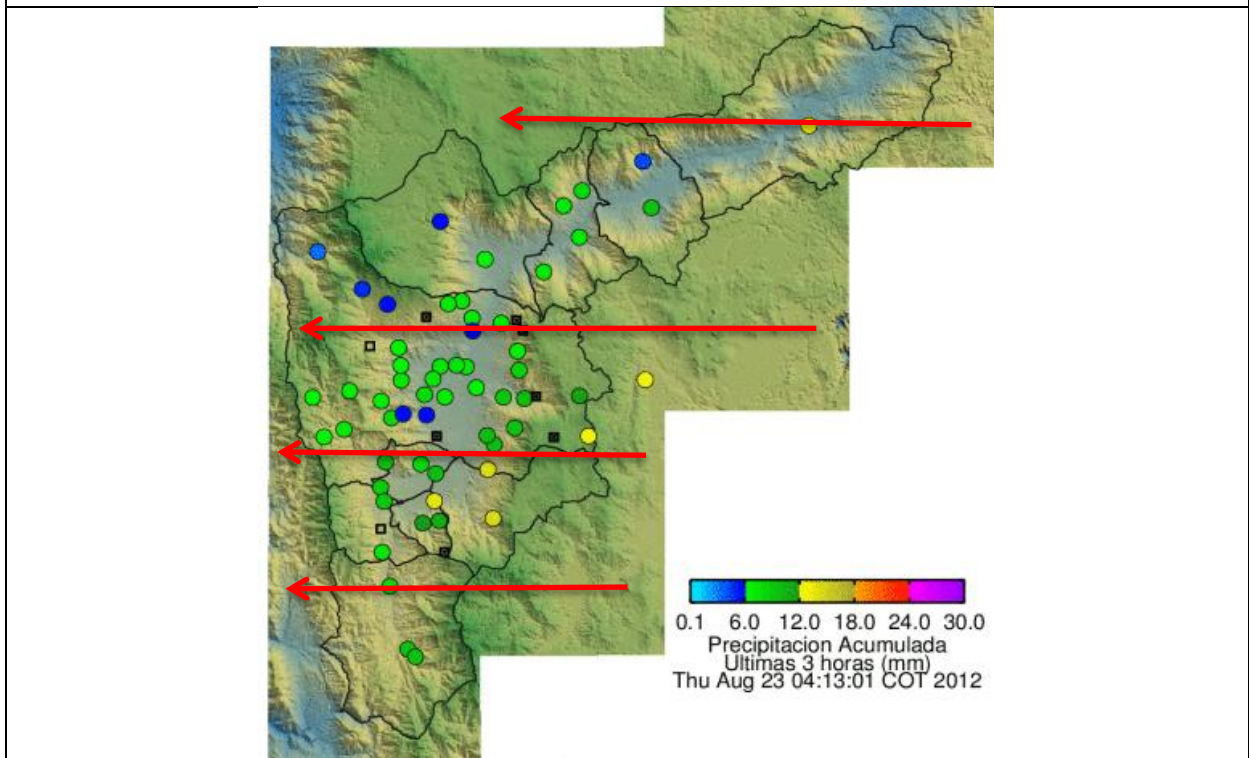 0.1 6.0 12.0 18.0 24.0 30.0
Precipitacion Acumulada
Ultimas 3 horas (mm)
Thu Aug 23 04:13:01 COT 2012